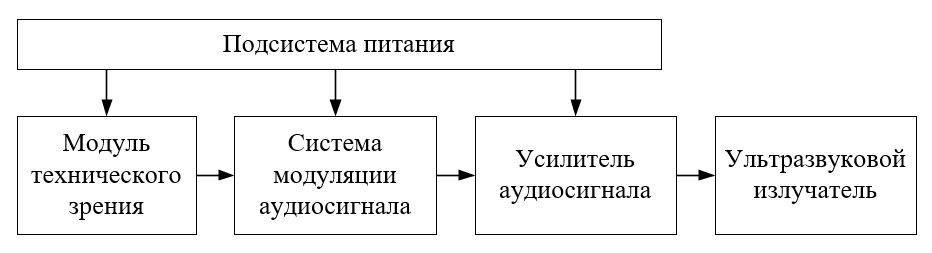 Подсистема питания
Модуль
технического
зрения
Система
модуляции
аудиосигнала
Усилитель
аудиосигнала
Ультразвуковой
излучатель